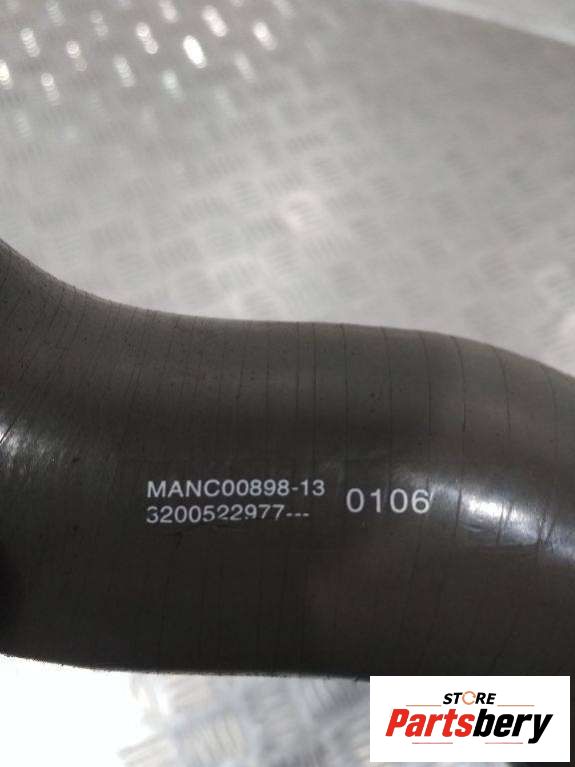 MANC00898-13 0106
3200522977---
STORE
Partsbery